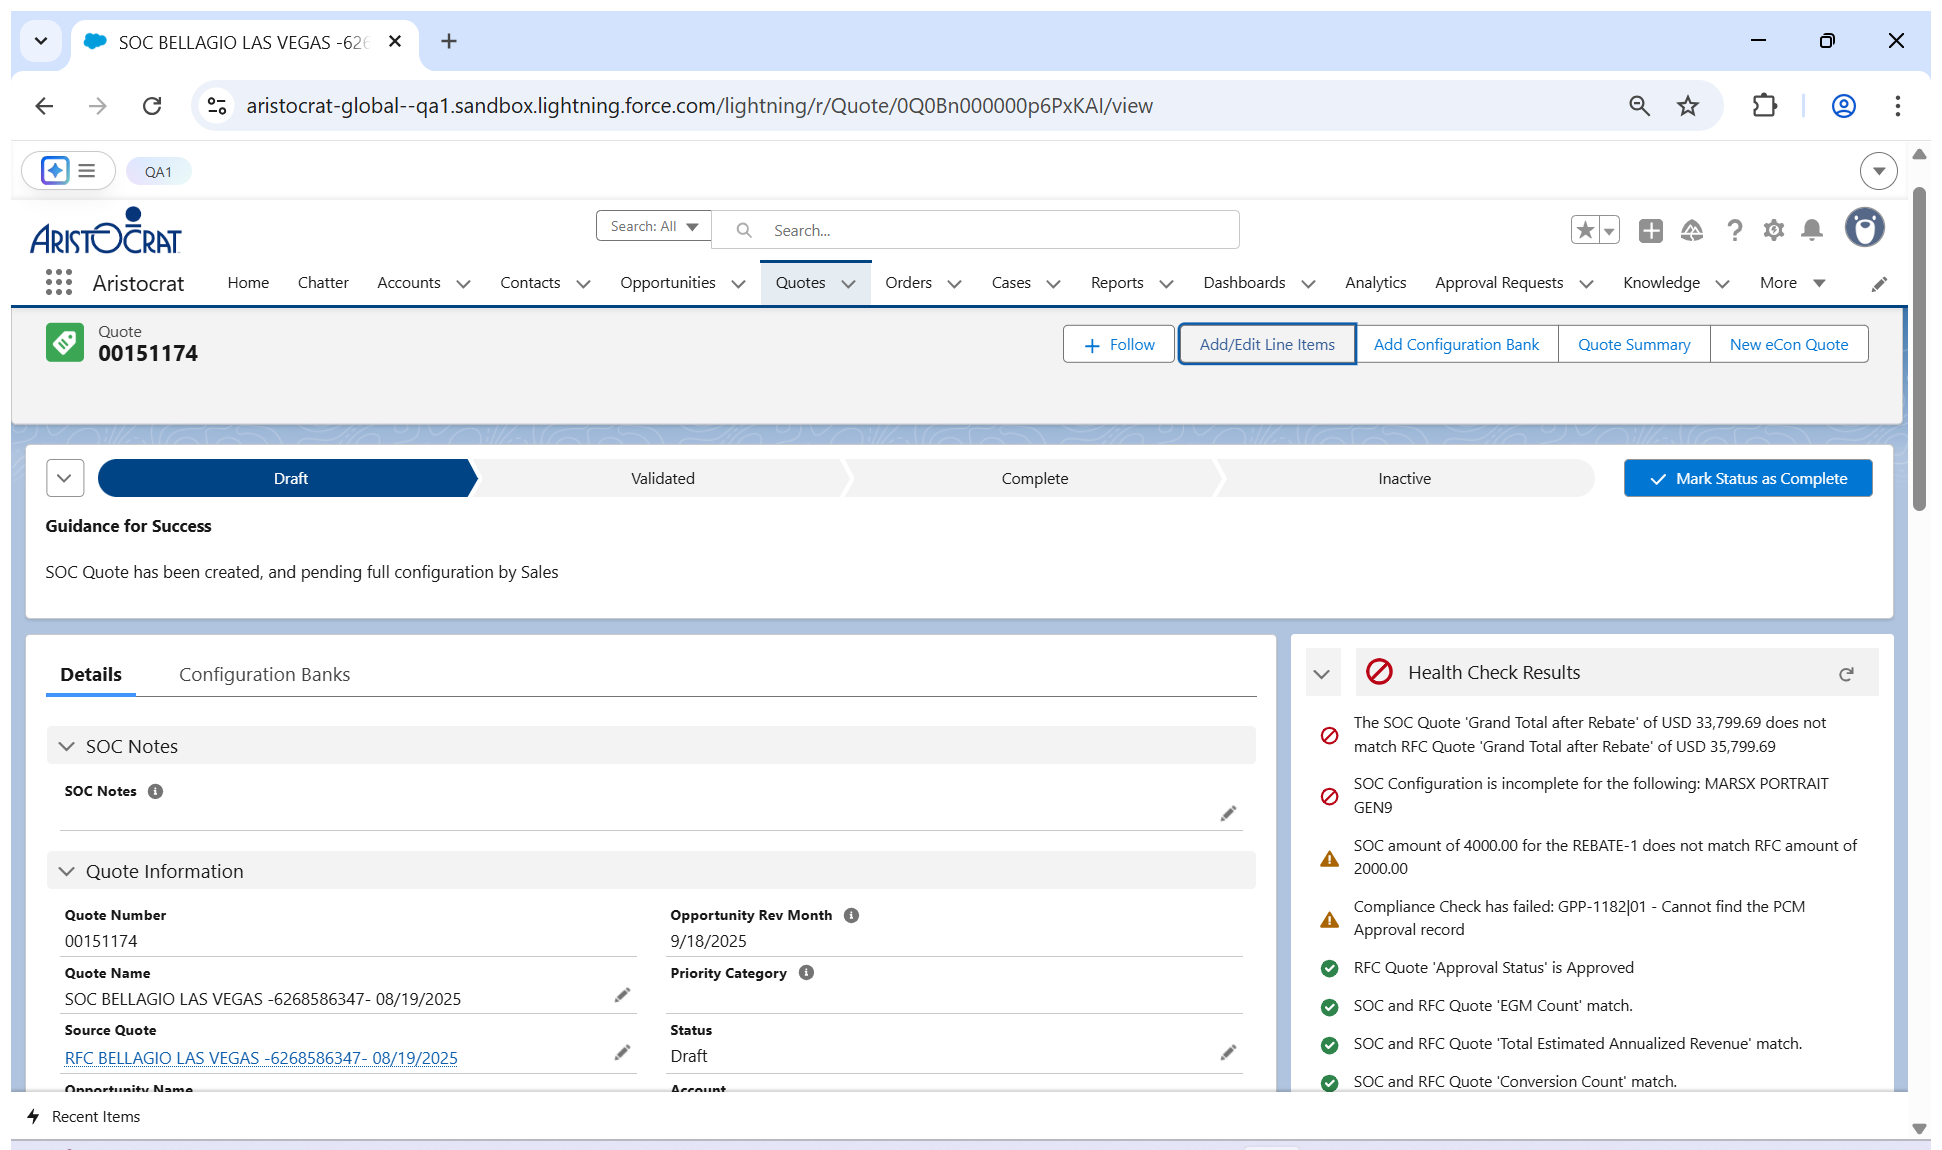 SOC BELLAGIO LAS VEGAS -626
aristocrat-global--qa1.sandbox.lightning.force.com/lightning/r/Quote/0Q0Bn000000p6PxKAI/view
QA1
ARISTOCRAT
Search: All
Search...
Aristocrat
Home
Chatter
Accounts
Contacts
Opportunities
Quotes
Orders
Cases
Reports
Dashboards
Analytics
Approval Requests
Knowledge
More
Quote
00151174
Follow
Add/Edit Line Items
Add Configuration Bank
Quote Summary
New eCon Quote
Draft
Validated
Complete
Inactive
Mark Status as Complete
Guidance for Success
SOC Quote has been created, and pending full configuration by Sales
Details
Configuration Banks
SOC Notes
SOC Notes
Quote Information
Quote Number
00151174
Opportunity Rev Month
9/18/2025
Quote Name
SOC BELLAGIO LAS VEGAS -6268586347- 08/19/2025
Priority Category
Source Quote
RFC BELLAGIO LAS VEGAS -6268586347- 08/19/2025
Status
Draft
Opportunity Name
Account
Health Check Results
The SOC Quote 'Grand Total after Rebate' of USD 33,799.69 does not
match RFC Quote 'Grand Total after Rebate' of USD 35,799.69
SOC Configuration is incomplete for the following: MARSX PORTRAIT
GEN9
SOC amount of 4000.00 for the REBATE-1 does not match RFC amount of
2000.00
Compliance Check has failed: GPP-1182|01 - Cannot find the PCM
Approval record
RFC Quote 'Approval Status' is Approved
SOC and RFC Quote 'EGM Count' match.
SOC and RFC Quote 'Total Estimated Annualized Revenue' match.
SOC and RFC Quote 'Conversion Count' match.
Recent Items